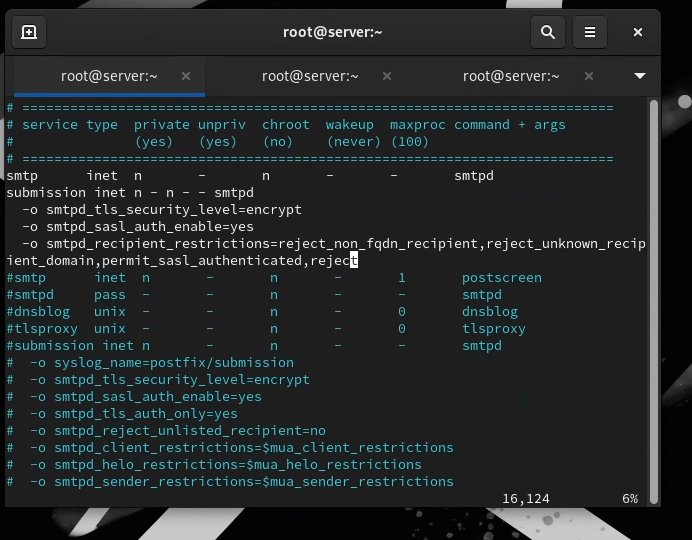 root@server:~
root@server:~ × root@server:~ × root@server:~ ×
# ==========================================================================
# service type  private unpriv  chroot  wakeup  maxproc command + args
#               (yes)   (yes)   (no)    (never) (100)
# ==========================================================================
smtp      inet  n       -       n       -       -       smtpd
submission inet n - n - - smtpd
  -o smtpd_tls_security_level=encrypt
  -o smtpd_sasl_auth_enable=yes
  -o smtpd_recipient_restrictions=reject_non_fqdn_recipient,reject_unknown_recip
ient_domain,permit_sasl_authenticated,reject
#smtp      inet  n       -       n       -       1       postscreen
#smtpd     pass  -       -       n       -       -       smtpd
#dnsblog   unix  -       -       n       -       0       dnsblog
#tlsproxy  unix  -       -       n       -       0       tlsproxy
#submission inet n       -       n       -       -       smtpd
#  -o syslog_name=postfix/submission
#  -o smtpd_tls_security_level=encrypt
#  -o smtpd_sasl_auth_enable=yes
#  -o smtpd_tls_auth_only=yes
#  -o smtpd_reject_unlisted_recipient=no
#  -o smtpd_client_restrictions=$mua_client_restrictions
#  -o smtpd_helo_restrictions=$mua_helo_restrictions
#  -o smtpd_sender_restrictions=$mua_sender_restrictions
16,124 6%